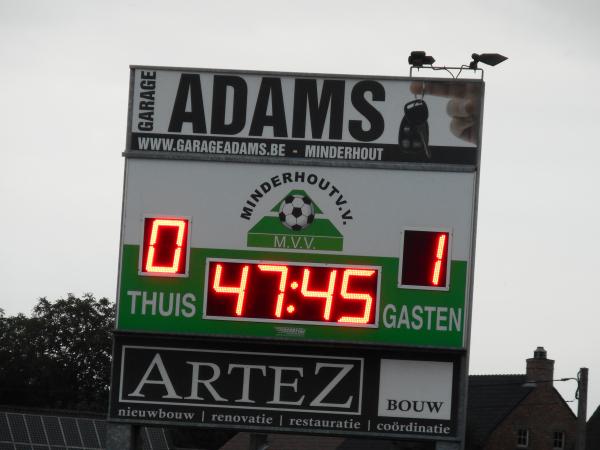 GARAGE
ADAMS
WWW.GARAGEADAMS.BE - MINDERHOUT
MINDERHOUT V.V.
M.V.V.
0
1
47:45
THUIS
GASTEN
ARTEZ
BOUW
nieuwbouw | renovatie | restauratie | coördinatie